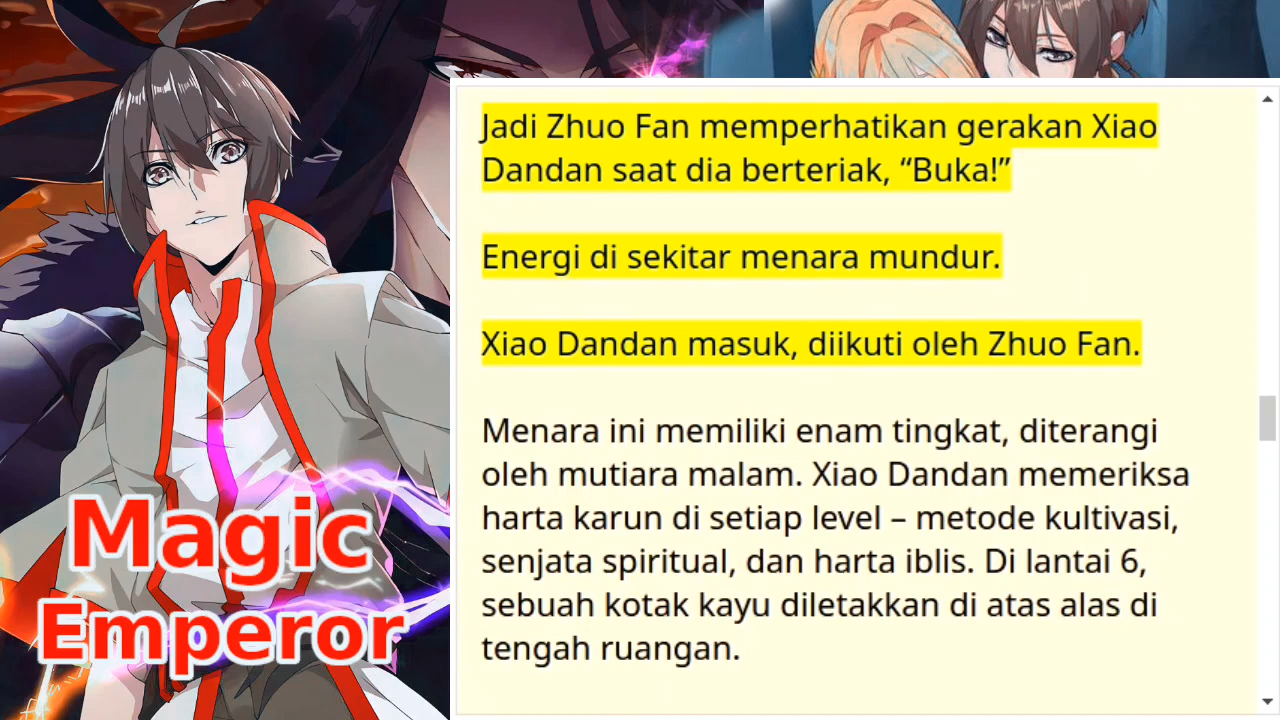 Magic
Emperor
Jadi Zhuo Fan memperhatikan gerakan Xiao
Dandan saat dia berteriak, “Buka!”
Energi di sekitar menara mundur.
Xiao Dandan masuk, diikuti oleh Zhuo Fan.
Menara ini memiliki enam tingkat, diterangi
oleh mutiara malam. Xiao Dandan memeriksa
harta karun di setiap level – metode kultivasi,
senjata spiritual, dan harta iblis. Di lantai 6,
sebuah kotak kayu diletakkan di atas alas di
tengah ruangan.